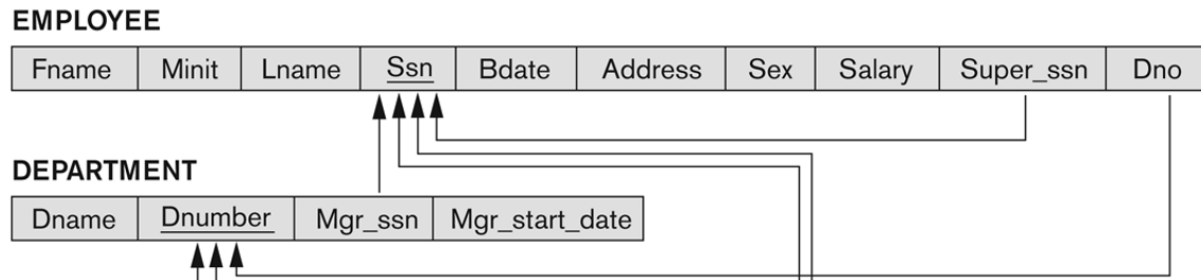 EMPLOYEE
Fname Minit Lname Ssn Bdate Address Sex Salary Super_ssn Dno
DEPARTMENT
Dname Dnumber Mgr_ssn Mgr_start_date